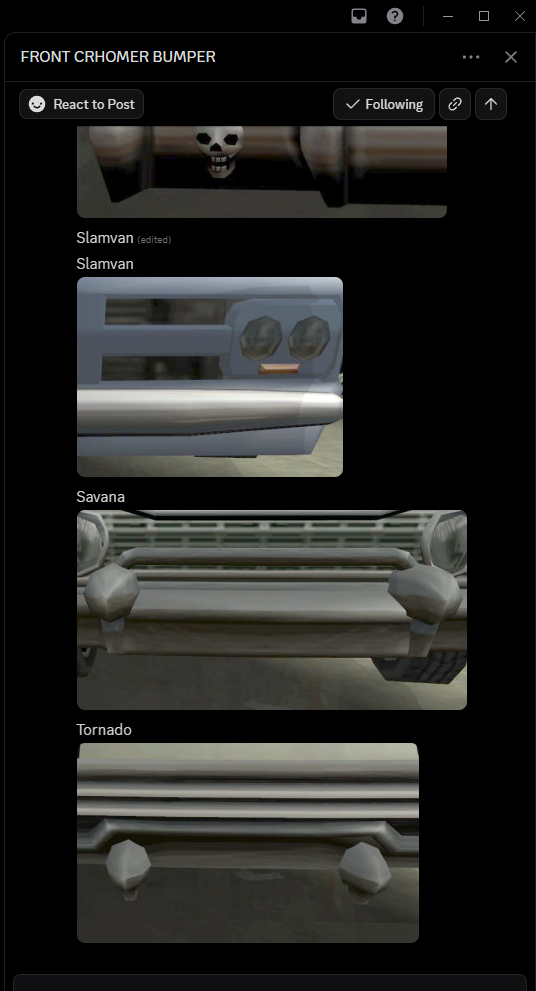 FRONT CRHOMER BUMPER
React to Post
Following
Slamvan (edited)
Slamvan
Savana
Tornado